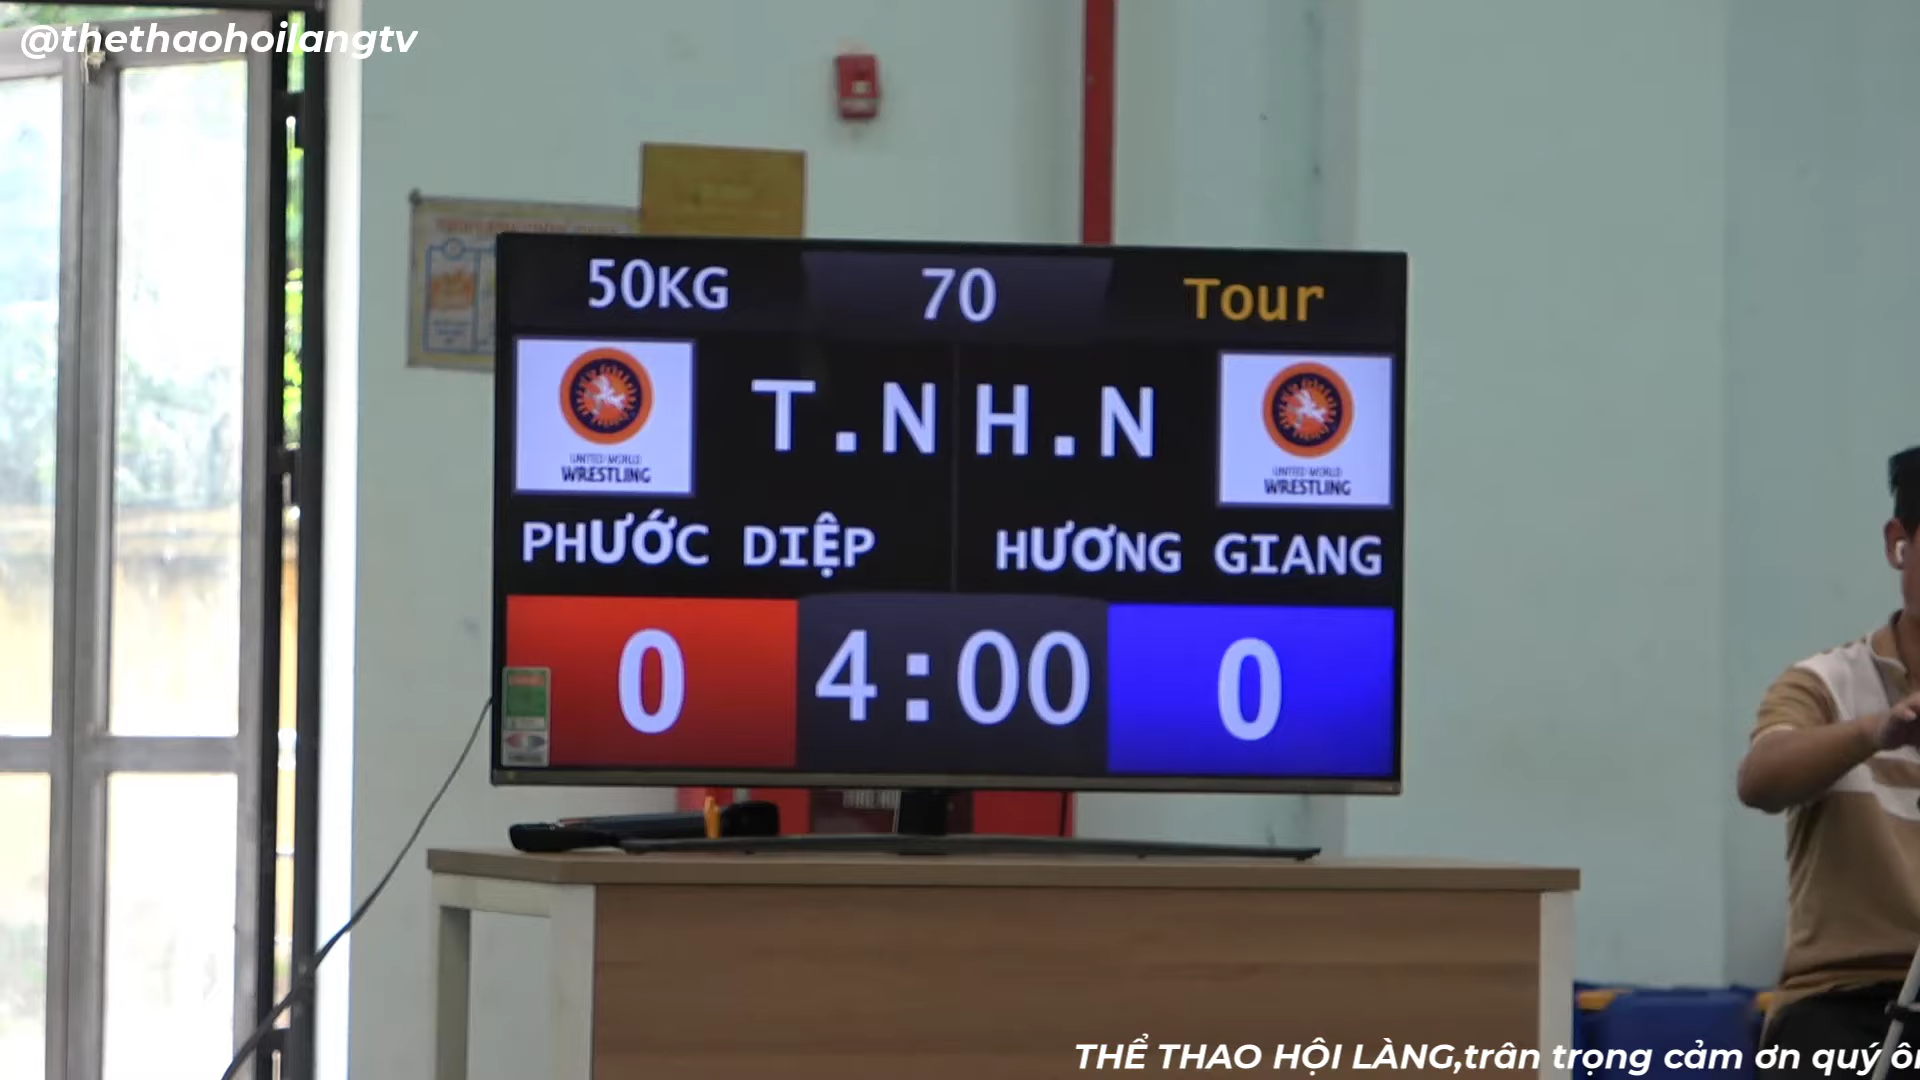 @thethaohoilangtv
50KG 70 Tour
T.N H.N
UNITED WORLD
WRESTLING
UNITED WORLD
WRESTLING
PHƯỚC DIỆP HƯƠNG GIANG
0 4:00 0
THỂ THAO HỘI LÀNG,trân trọng cảm ơn quý